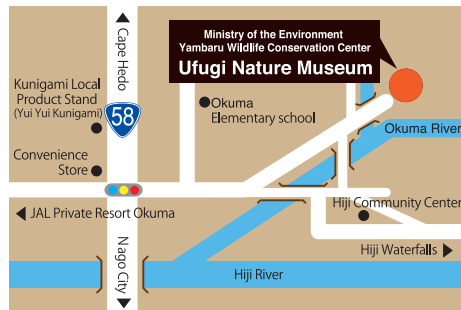 Ministry of the Environment
Yambaru Wildlife Conservation Center
Ufugi Nature Museum
Cape Hedo
Kunigami Local
Product Stand
(Yui Yui Kunigami)
58
Okuma
Elementary school
Okuma River
Convenience
Store
Hiji Community Center
JAL Private Resort Okuma
Nago City
Hiji Waterfalls
Hiji River